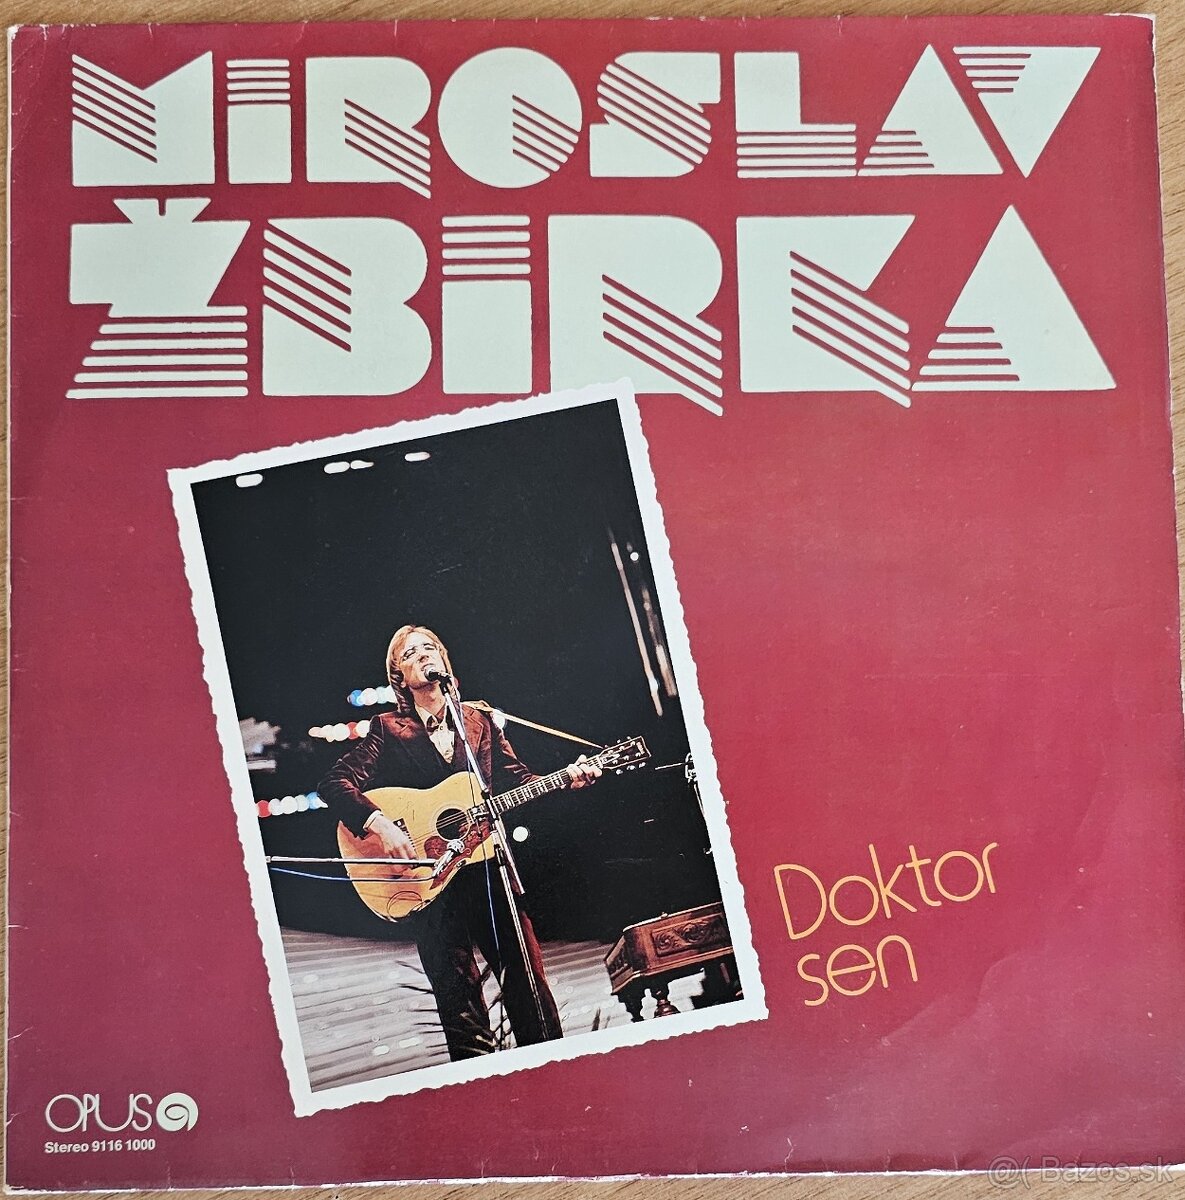 MiROSLAV
ŽBiRKA
Doktor
sen
OPUS
Stereo 9116 1000
@( Bazos.sk